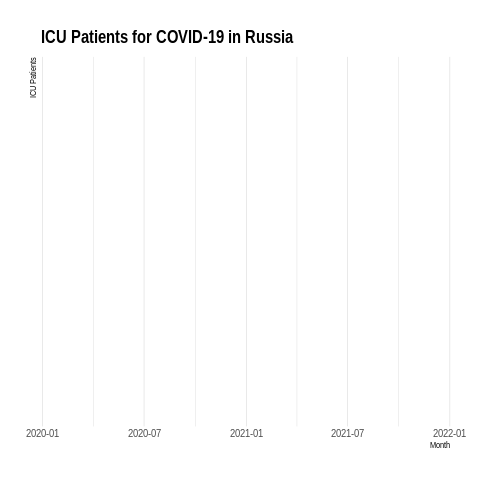 ICU Patients for COVID-19 in Russia
ICU Patients
2020-01 2020-07 2021-01 2021-07 2022-01
Month